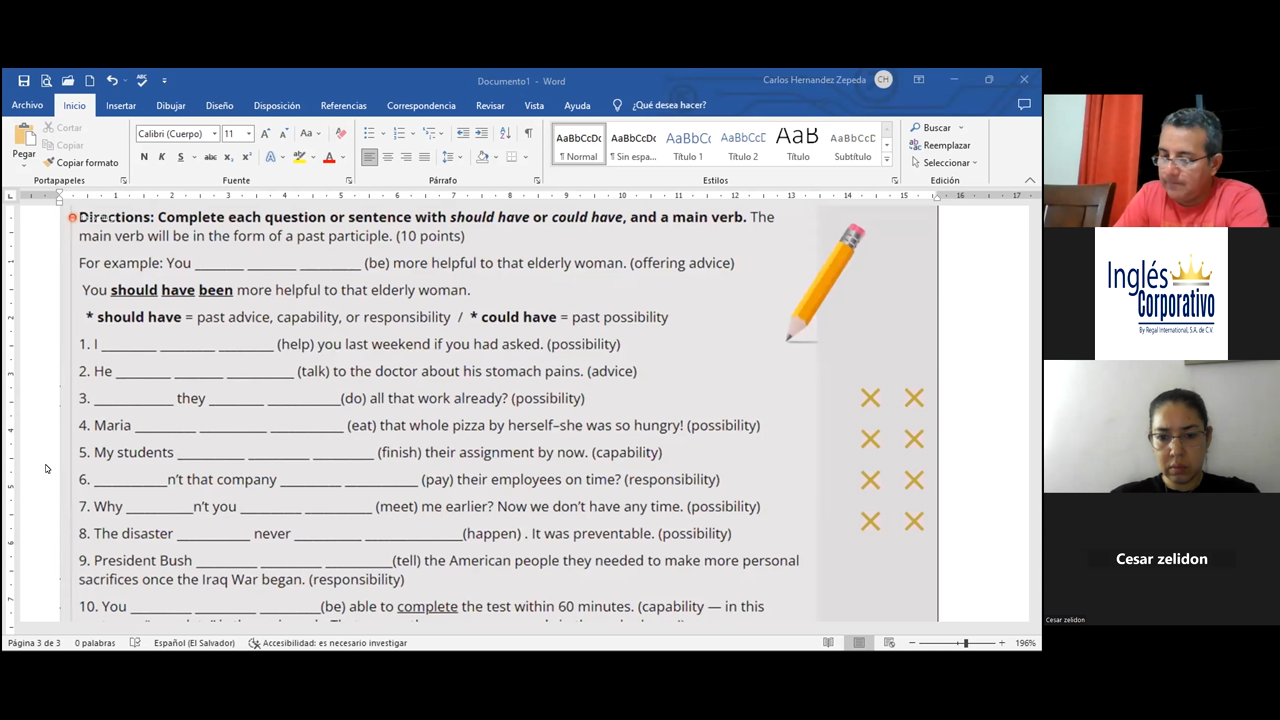 Documento1 - Word
Carlos Hernandez Zepeda
CH
Archivo
Inicio
Insertar
Dibujar
Diseño
Disposición
Referencias
Correspondencia
Revisar
Vista
Ayuda
¿Qué desea hacer?
Pegar
Cortar
Copiar
Copiar formato
Portapapeles
Calibri (Cuerpo)
11
Fuente
Párrafo
AaBbCcDc
¶ Normal
AaBbCcDc
¶ Sin espa...
AaBbCc
Título 1
AaBbCcD
Título 2
AaB
Título
AaBbCcD
Subtítulo
Estilos
Buscar
Reemplazar
Seleccionar
Edición
Directions: Complete each question or sentence with should have or could have, and a main verb. The
main verb will be in the form of a past participle. (10 points)
For example: You _______ _______ _________ (be) more helpful to that elderly woman. (offering advice)
You should have been more helpful to that elderly woman.
* should have = past advice, capability, or responsibility / * could have = past possibility
1. I ________ ________ ________ (help) you last weekend if you had asked. (possibility)
2. He ________ _______ ________ (talk) to the doctor about his stomach pains. (advice)
3. ___________ they ________ __________(do) all that work already? (possibility)
4. Maria _________ ________ ________ (eat) that whole pizza by herself–she was so hungry! (possibility)
5. My students __________ ________ _________ (finish) their assignment by now. (capability)
6. ___________n’t that company _________ ___________ (pay) their employees on time? (responsibility)
7. Why __________n’t you _________ __________ (meet) me earlier? Now we don’t have any time. (possibility)
8. The disaster ___________ never __________ ______________(happen) . It was preventable. (possibility)
9. President Bush _________ _________ __________(tell) the American people they needed to make more personal
sacrifices once the Iraq War began. (responsibility)
10. You _________ _________ _________(be) able to complete the test within 60 minutes. (capability — in this
Página 3 de 3
0 palabras
Español (El Salvador)
Accesibilidad: es necesario investigar
196%
Inglés
Corporativo
By Regal International, S.A. de C.V.
Cesar zelidon
Cesar zelidon